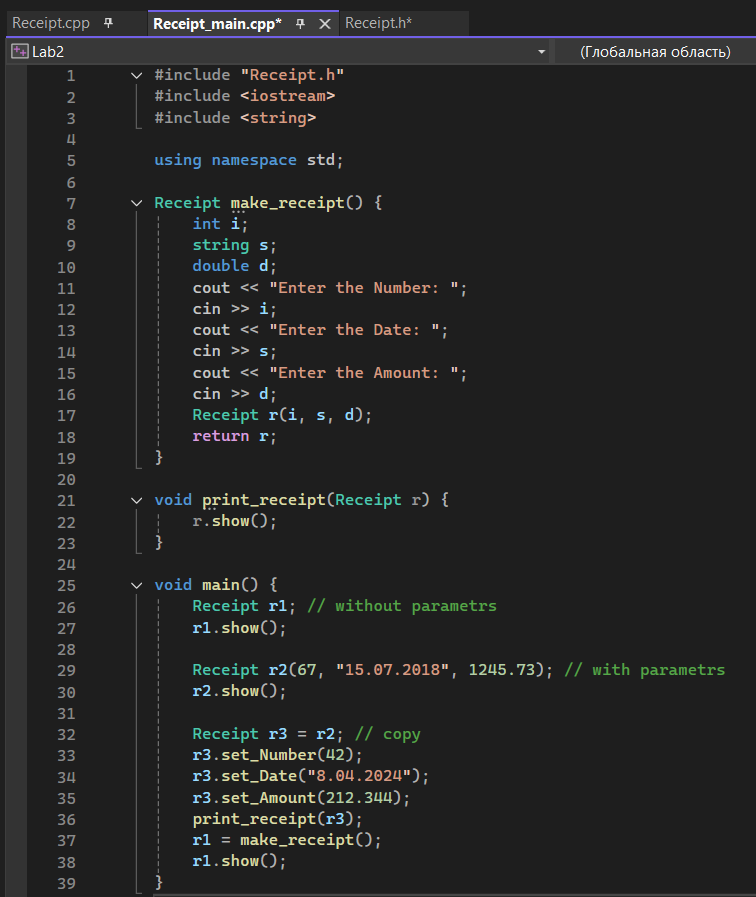 Receipt.cpp Receipt_main.cpp* Receipt.h*
Lab2 (Глобальная область)
1 #include "Receipt.h"
2 #include <iostream>
3 #include <string>
4
5 using namespace std;
6
7 Receipt make_receipt() {
8 int i;
9 string s;
10 double d;
11 cout << "Enter the Number: ";
12 cin >> i;
13 cout << "Enter the Date: ";
14 cin >> s;
15 cout << "Enter the Amount: ";
16 cin >> d;
17 Receipt r(i, s, d);
18 return r;
19 }
20
21 void print_receipt(Receipt r) {
22 r.show();
23 }
24
25 void main() {
26 Receipt r1; // without parametrs
27 r1.show();
28
29 Receipt r2(67, "15.07.2018", 1245.73); // with parametrs
30 r2.show();
31
32 Receipt r3 = r2; // copy
33 r3.set_Number(42);
34 r3.set_Date("8.04.2024");
35 r3.set_Amount(212.344);
36 print_receipt(r3);
37 r1 = make_receipt();
38 r1.show();
39 }